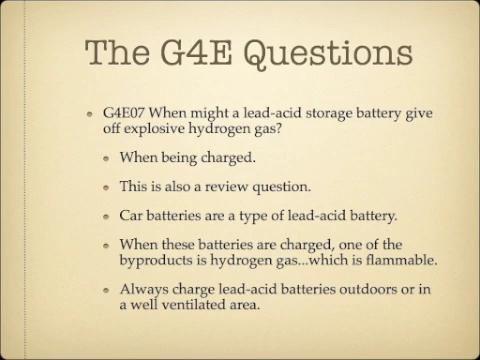 The G4E Questions
G4E07 When might a lead-acid storage battery give
off explosive hydrogen gas?
When being charged.
This is also a review question.
Car batteries are a type of lead-acid battery.
When these batteries are charged, one of the
byproducts is hydrogen gas...which is flammable.
Always charge lead-acid batteries outdoors or in
a well ventilated area.